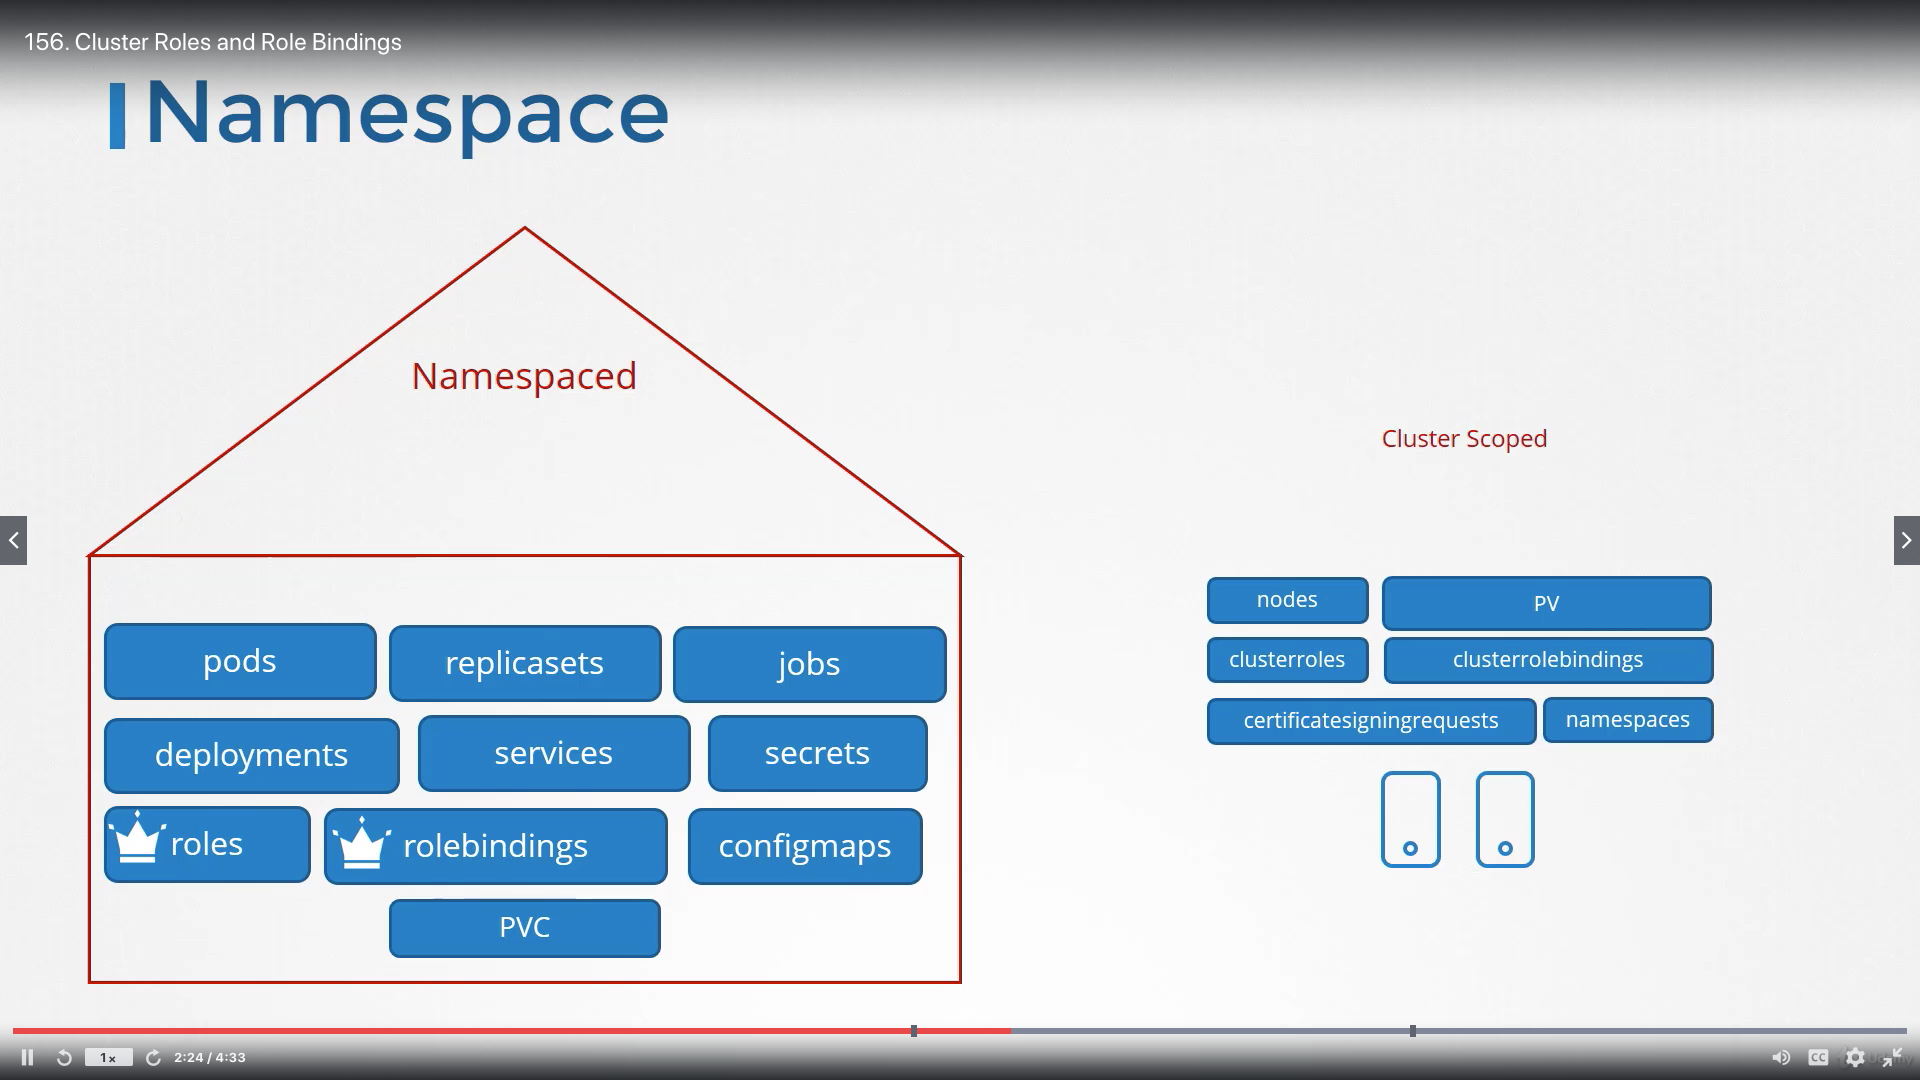 156. Cluster Roles and Role Bindings
Namespace
Namespaced
Cluster Scoped
nodes
PV
clusterroles
clusterrolebindings
certificatesigningrequests
namespaces
pods
replicasets
jobs
deployments
services
secrets
roles
rolebindings
configmaps
PVC
1x
2:24 / 4:33
CC